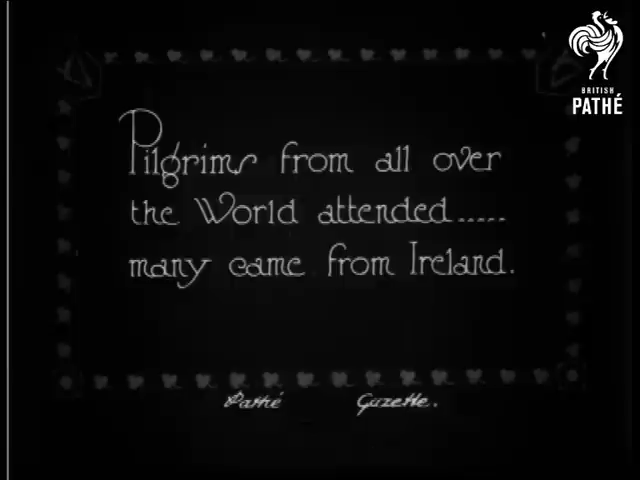 BRITISH
PATHÉ
Pilgrims from all over
the World attended.....
many came from Ireland.
Pathé Gazette.